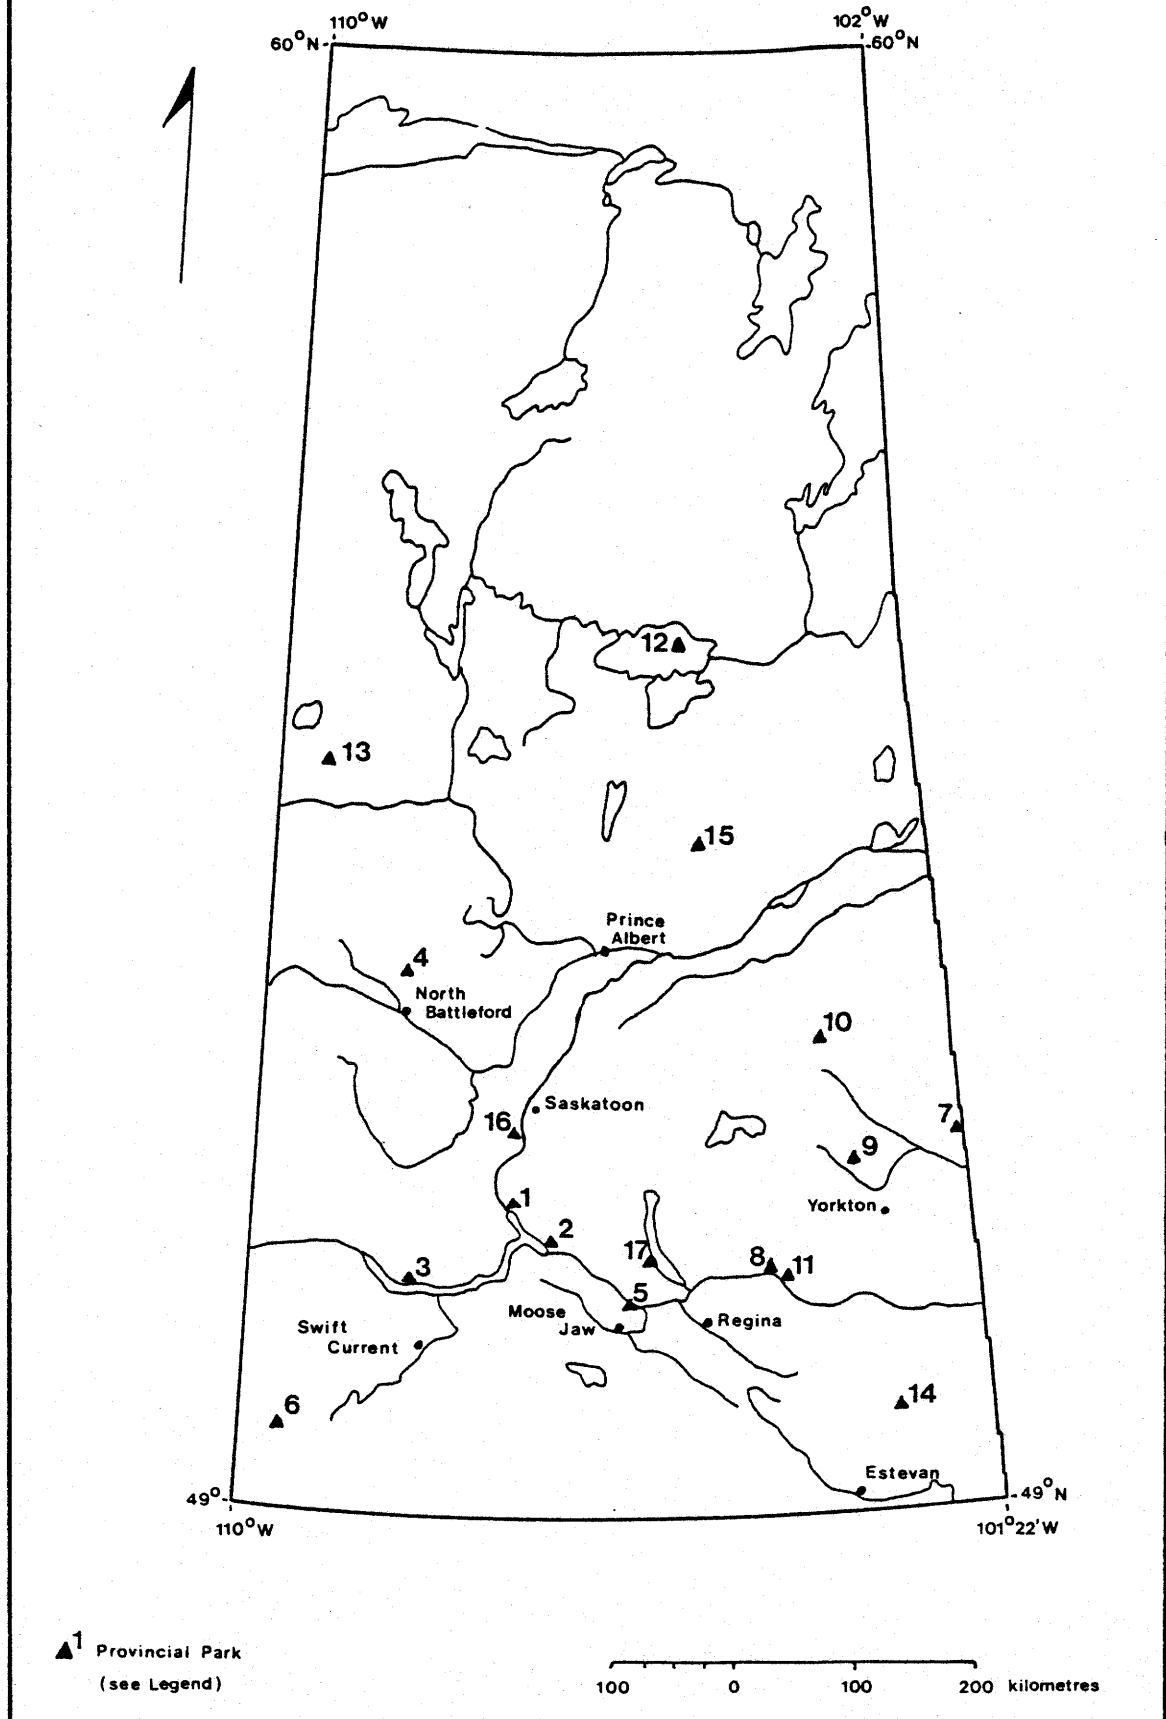 110°W
102°W
60°N
60°N
12
13
15
Prince
Albert
4
North
Battleford
10
Saskatoon
16
7
9
Yorkton
1
2
17
8
11
3
5
Moose
Jaw
Regina
Swift
Current
6
14
Estevan
49°
49°N
110°W
101°22'W
1 Provincial Park
(see Legend)
100 0 100 200 kilometres